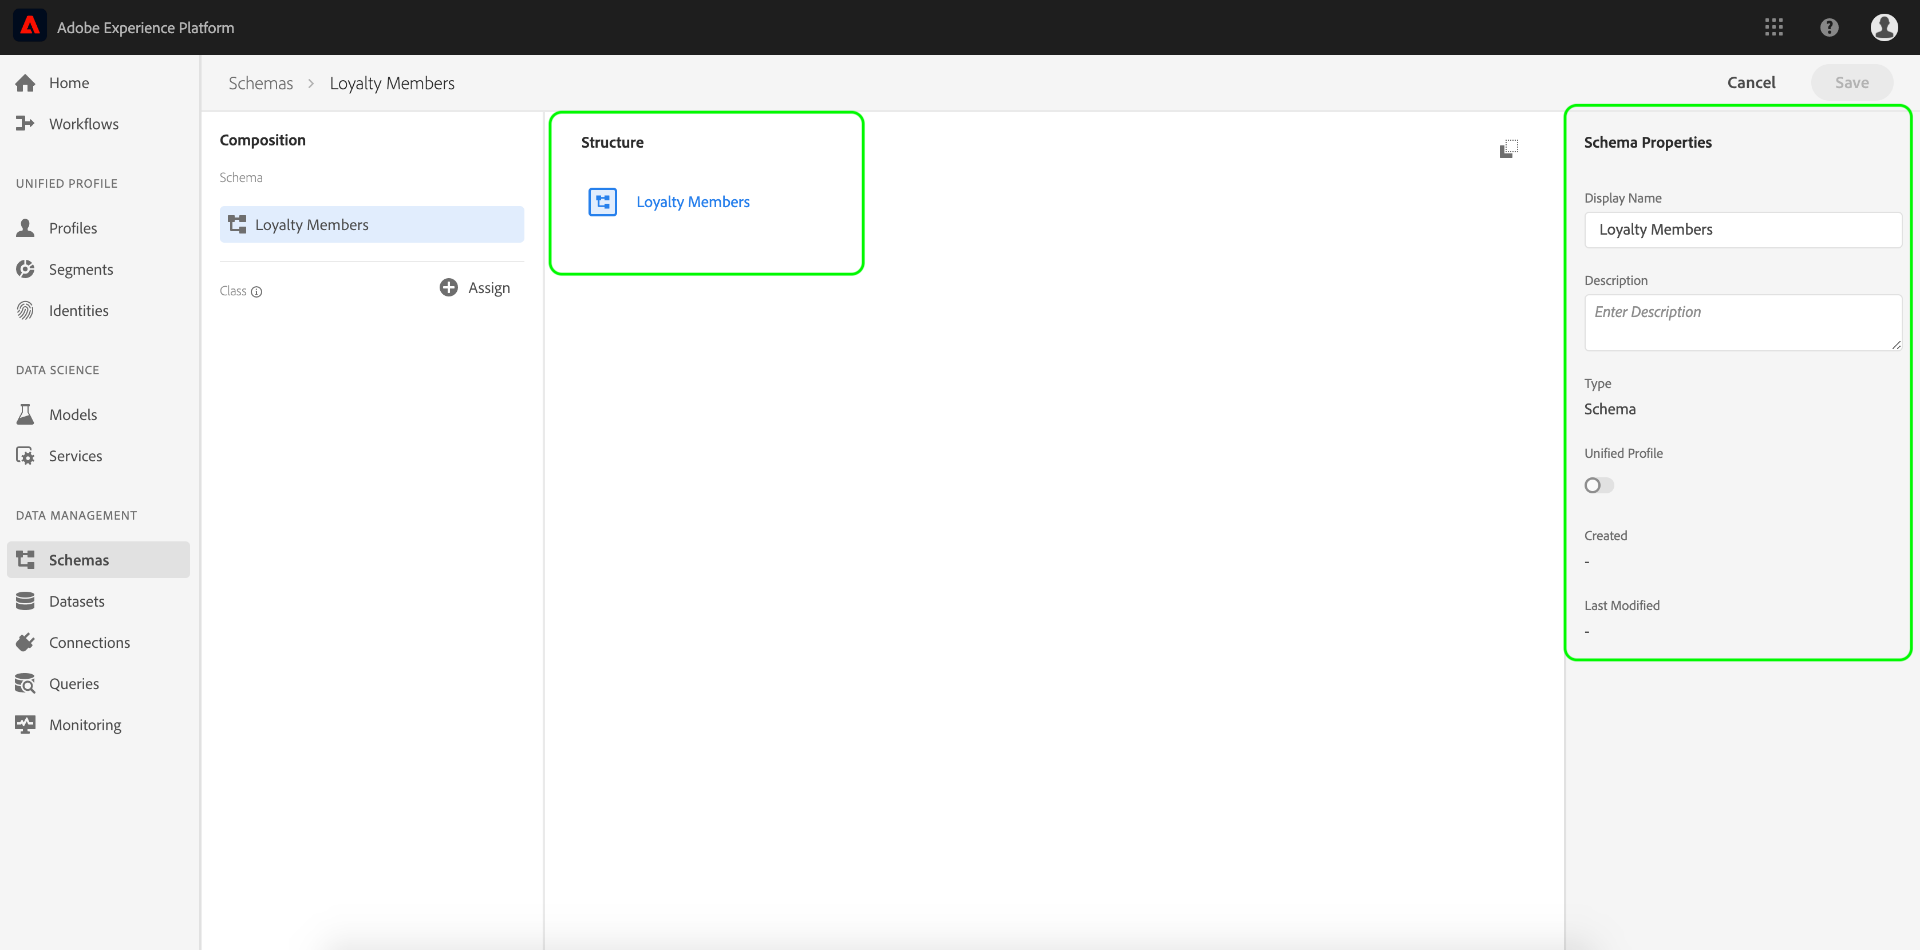 Adobe Experience Platform
Home
Workflows
UNIFIED PROFILE
Profiles
Segments
Identities
DATA SCIENCE
Models
Services
DATA MANAGEMENT
Schemas
Datasets
Connections
Queries
Monitoring
Schemas > Loyalty Members
Cancel
Save
Composition
Schema
Loyalty Members
Class
Assign
Structure
Loyalty Members
Schema Properties
Display Name
Loyalty Members
Description
Enter Description
Type
Schema
Unified Profile
Created
-
Last Modified
-